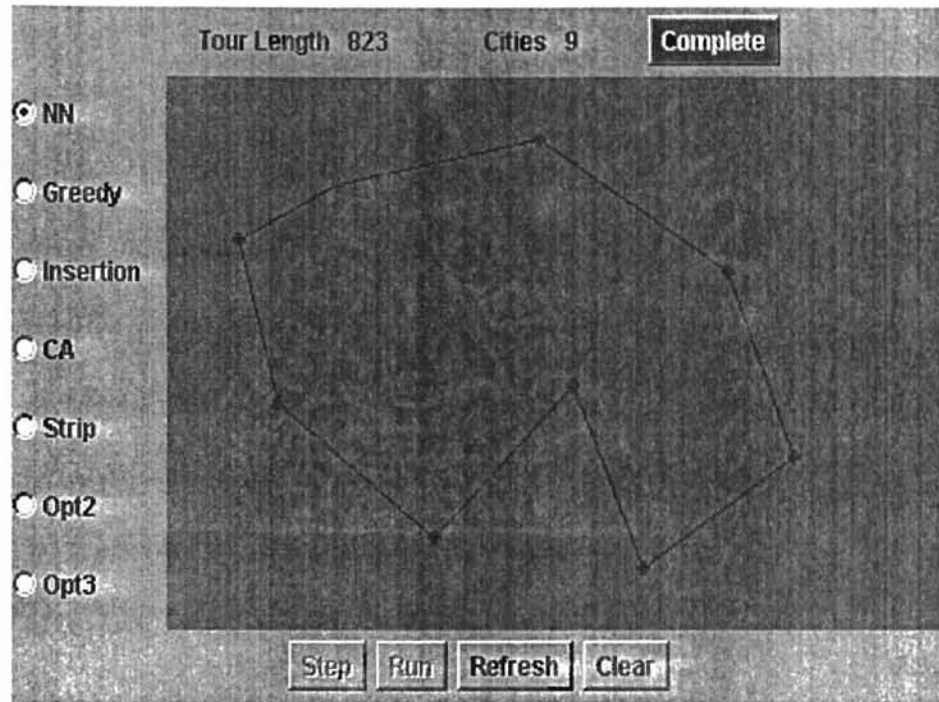 Tour Length 823 Cities 9 Complete
NN
Greedy
Insertion
CA
Strip
Opt2
Opt3
Step Run Refresh Clear